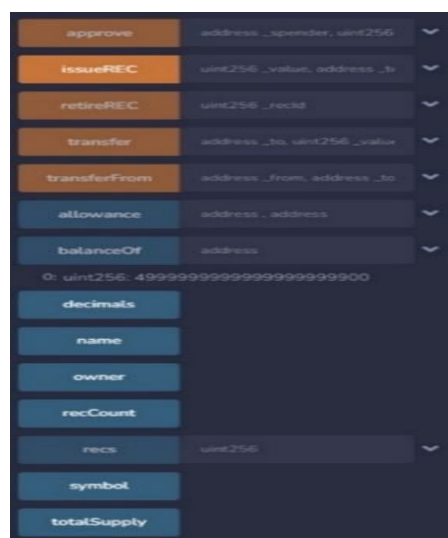 approve address _spender, uint256
issueREC uint256 _value, address _b
retireREC uint256 _recId
transfer address _to, uint256 _value
transferFrom address _from, address _to
allowance address , address
balanceOf address
0: uint256: 
decimals
name
owner
recCount
recs uint256
symbol
totalSupply